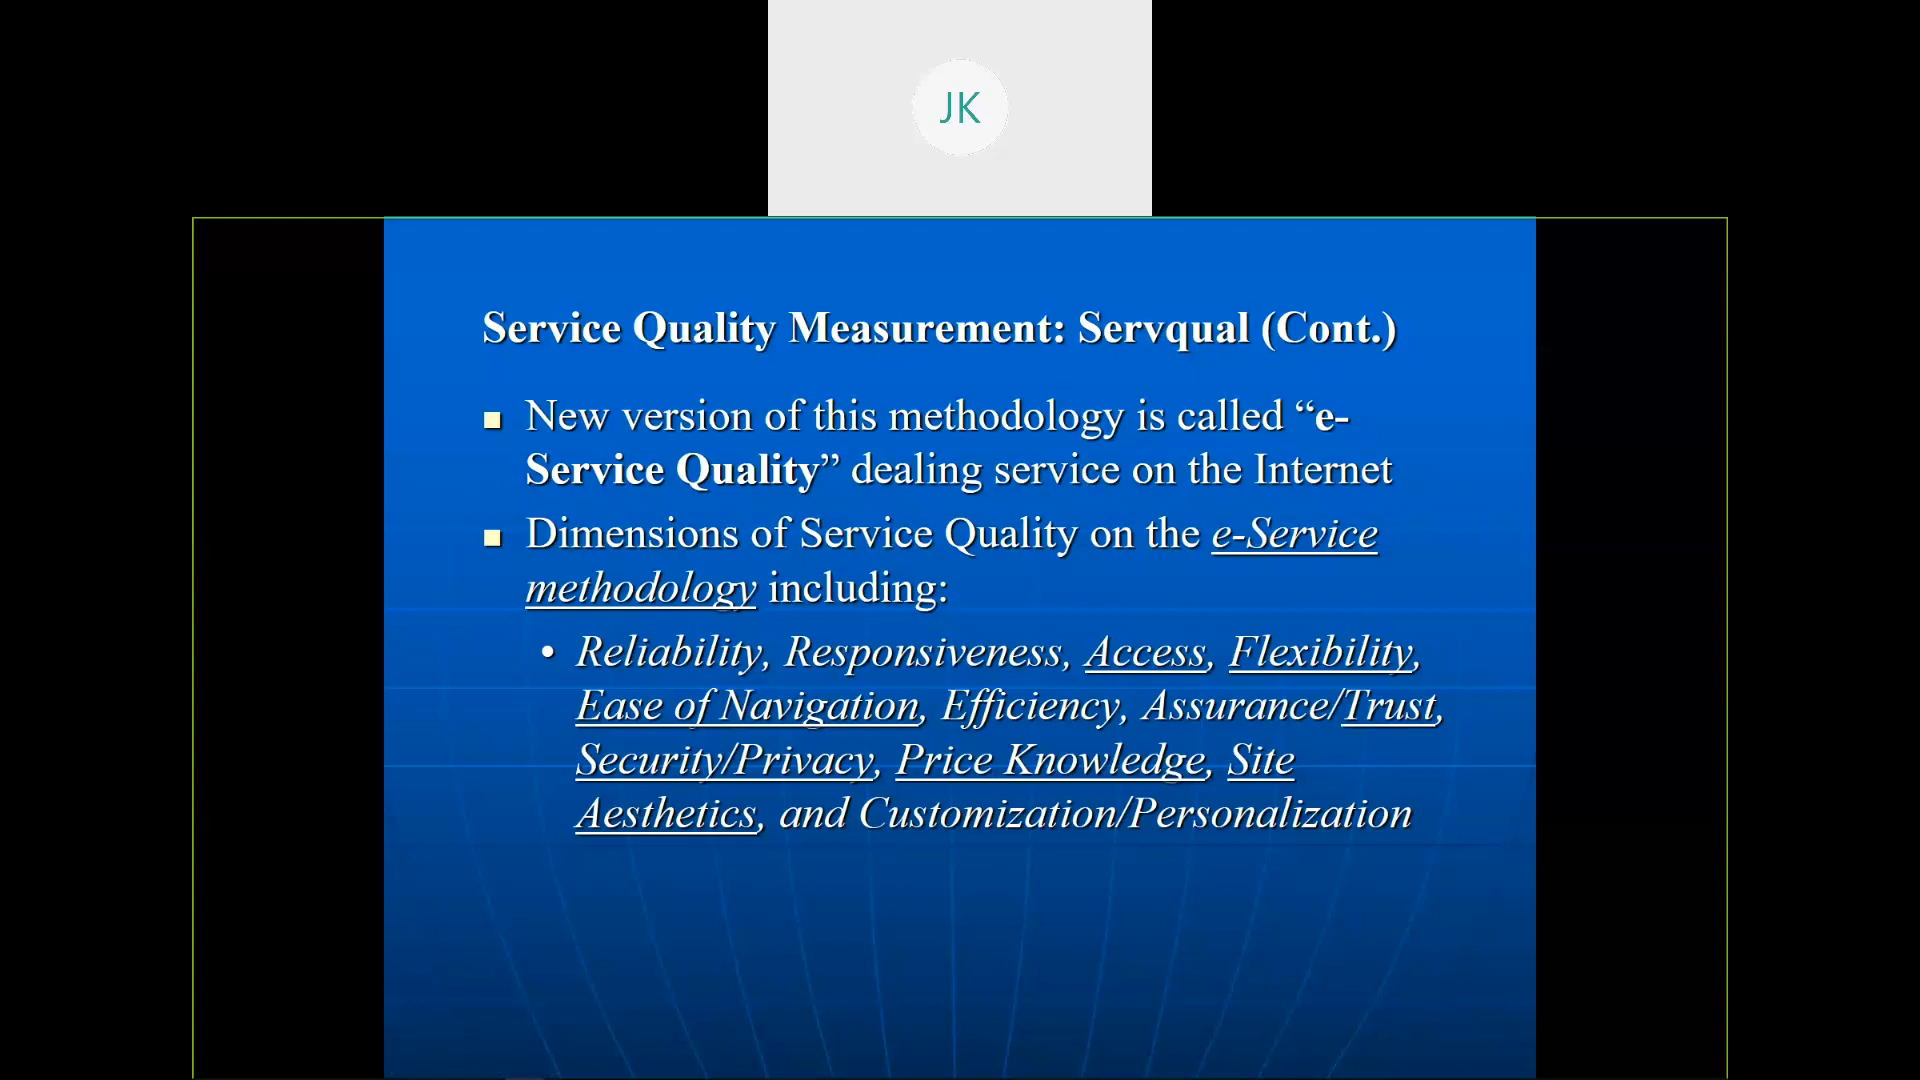 JK
Service Quality Measurement: Servqual (Cont.)
New version of this methodology is called “e-
Service Quality” dealing service on the Internet
Dimensions of Service Quality on the e-Service
methodology including:
• Reliability, Responsiveness, Access, Flexibility,
Ease of Navigation, Efficiency, Assurance/Trust,
Security/Privacy, Price Knowledge, Site
Aesthetics, and Customization/Personalization